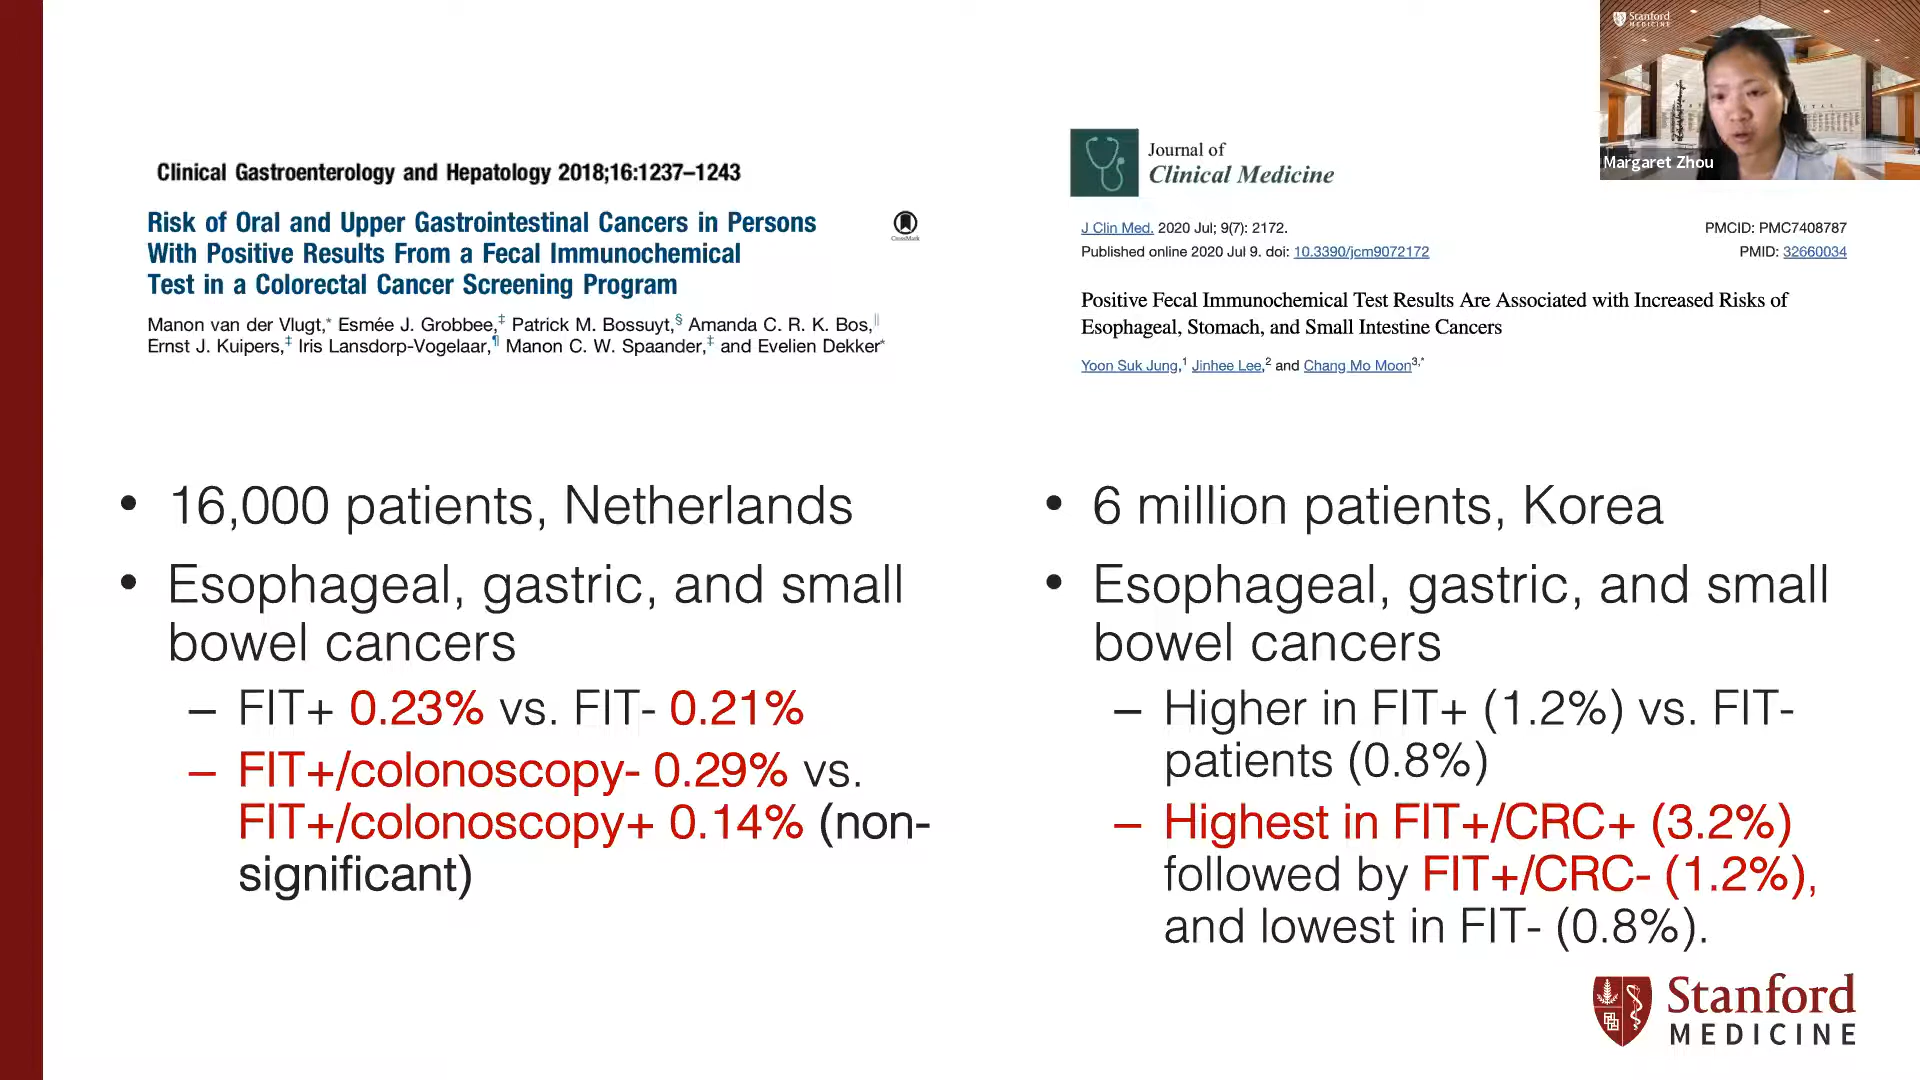 Stanford
MEDICINE
Margaret Zhou
Clinical Gastroenterology and Hepatology 2018;16:1237–1243
Risk of Oral and Upper Gastrointestinal Cancers in Persons
With Positive Results From a Fecal Immunochemical
Test in a Colorectal Cancer Screening Program
CrossMark
Manon van der Vlugt,* Esmée J. Grobbee,‡ Patrick M. Bossuyt,§ Amanda C. R. K. Bos,‖
Ernst J. Kuipers,‡ Iris Lansdorp-Vogelaar,¶ Manon C. W. Spaander,‡ and Evelien Dekker*
• 16,000 patients, Netherlands
• Esophageal, gastric, and small
bowel cancers
– FIT+ 0.23% vs. FIT- 0.21%
– FIT+/colonoscopy- 0.29% vs.
FIT+/colonoscopy+ 0.14% (non-
significant)
Journal of
Clinical Medicine
J Clin Med. 2020 Jul; 9(7): 2172.
PMCID: PMC7408787
Published online 2020 Jul 9. doi: 10.3390/jcm9072172
PMID: 32660034
Positive Fecal Immunochemical Test Results Are Associated with Increased Risks of
Esophageal, Stomach, and Small Intestine Cancers
Yoon Suk Jung,1 Jinhee Lee,2 and Chang Mo Moon3,*
• 6 million patients, Korea
• Esophageal, gastric, and small
bowel cancers
– Higher in FIT+ (1.2%) vs. FIT-
patients (0.8%)
– Highest in FIT+/CRC+ (3.2%)
followed by FIT+/CRC- (1.2%),
and lowest in FIT- (0.8%).
Stanford
MEDICINE